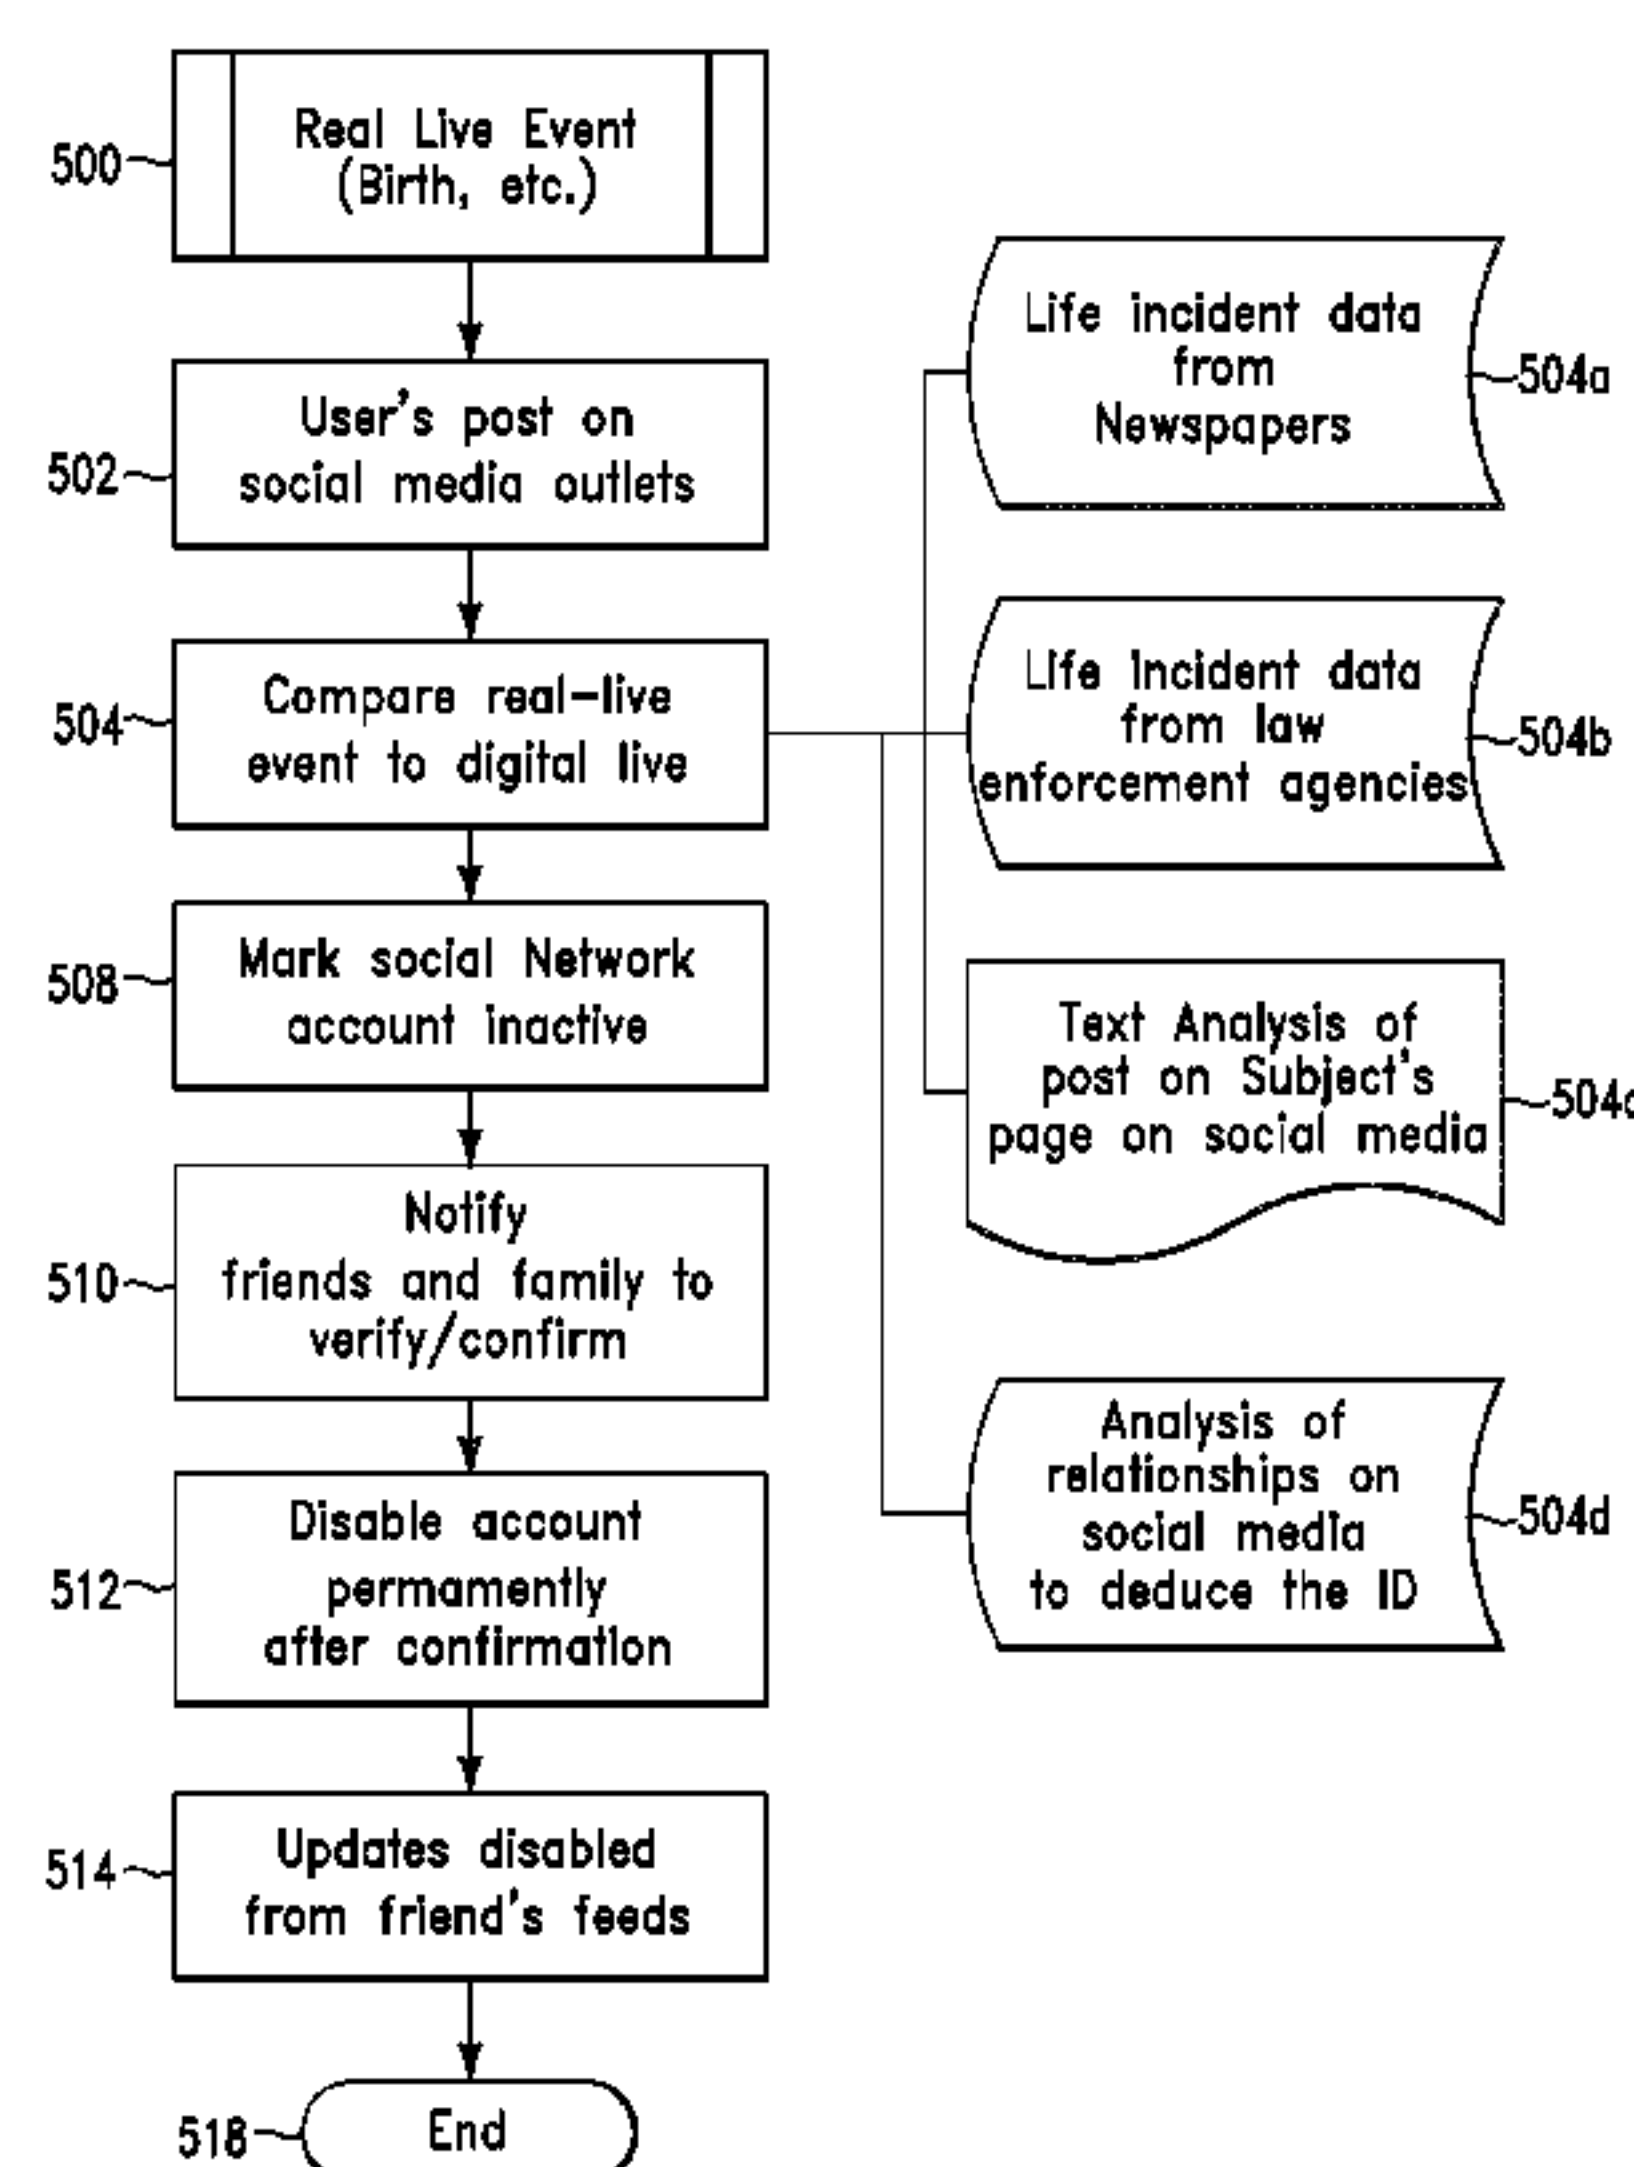 500
Real Live Event
(Birth, etc.)
502
User's post on
social media outlets
504
Compare real-live
event to digital live
508
Mark social Network
account inactive
510
Notify
friends and family to
verify/confirm
512
Disable account
permamently
after confirmation
514
Updates disabled
from friend's feeds
518
End
Life incident data
from
Newspapers
504a
Life incident data
from law
enforcement agencies
504b
Text Analysis of
post on Subject's
page on social media
504c
Analysis of
relationships on
social media
to deduce the ID
504d